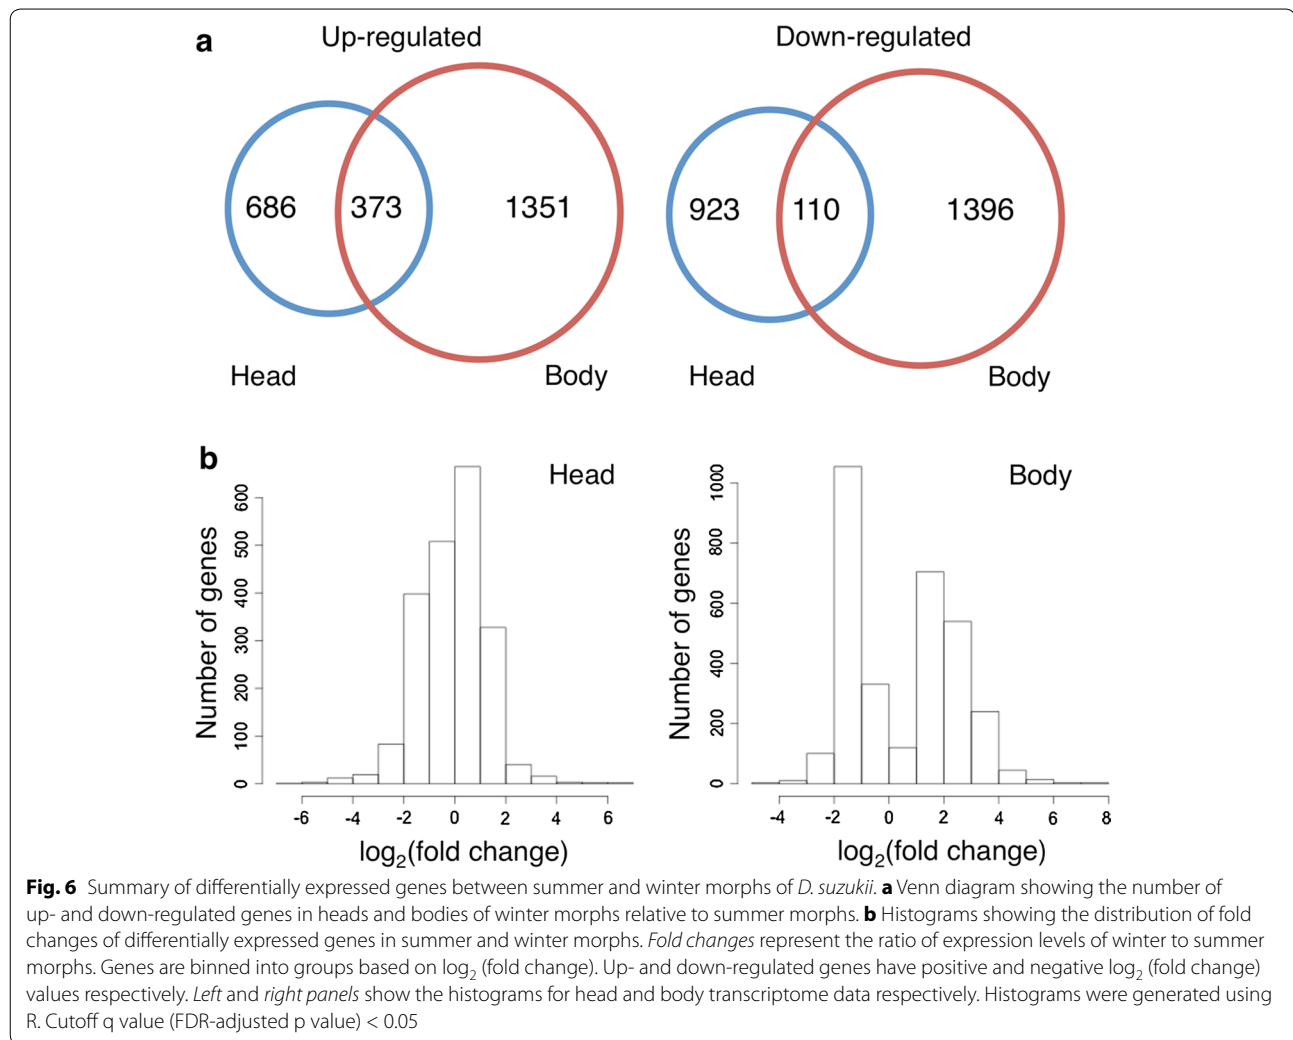 a
Up-regulated
Down-regulated
686
373
1351
923
110
1396
Head
Body
Head
Body
b
Head
Number of genes
0
100
200
300
400
500
600
-6
-4
-2
0
2
4
6
log2(fold change)
Body
Number of genes
0
200
400
600
800
1000
-4
-2
0
2
4
6
8
log2(fold change)
Fig. 6 Summary of differentially expressed genes between summer and winter morphs of D. suzukii. a Venn diagram showing the number of
up- and down-regulated genes in heads and bodies of winter morphs relative to summer morphs. b Histograms showing the distribution of fold
changes of differentially expressed genes in summer and winter morphs. Fold changes represent the ratio of expression levels of winter to summer
morphs. Genes are binned into groups based on log2 (fold change). Up- and down-regulated genes have positive and negative log2 (fold change)
values respectively. Left and right panels show the histograms for head and body transcriptome data respectively. Histograms were generated using
R. Cutoff q value (FDR-adjusted p value) < 0.05